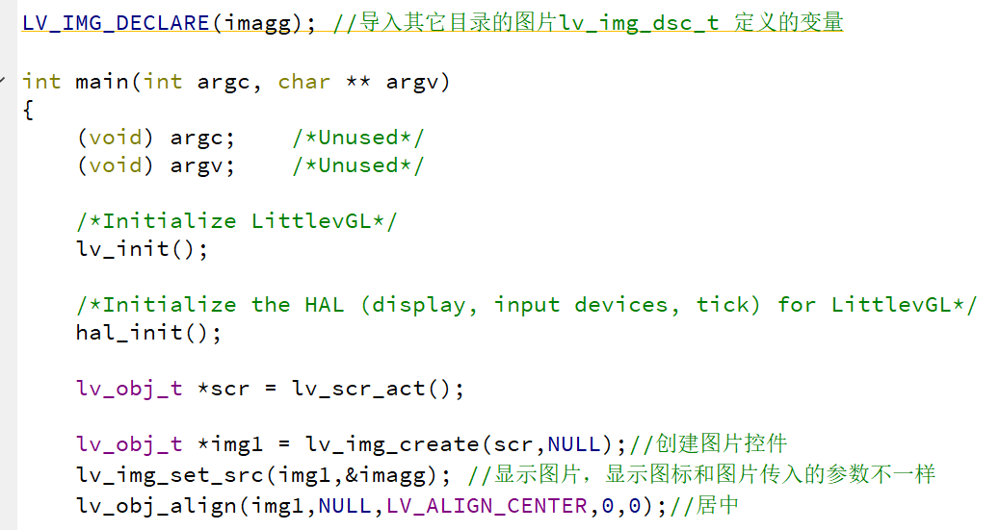 LV_IMG_DECLARE(imagg); //导入其它目录的图片lv_img_dsc_t 定义的变量
int main(int argc, char ** argv)
{
(void) argc;    /*Unused*/
(void) argv;    /*Unused*/
/*Initialize LittlevGL*/
lv_init();
/*Initialize the HAL (display, input devices, tick) for LittlevGL*/
hal_init();
lv_obj_t *scr = lv_scr_act();
lv_obj_t *img1 = lv_img_create(scr,NULL);//创建图片控件
lv_img_set_src(img1,&imagg); //显示图片，显示图标和图片传入的参数不一样
lv_obj_align(img1,NULL,LV_ALIGN_CENTER,0,0);//居中